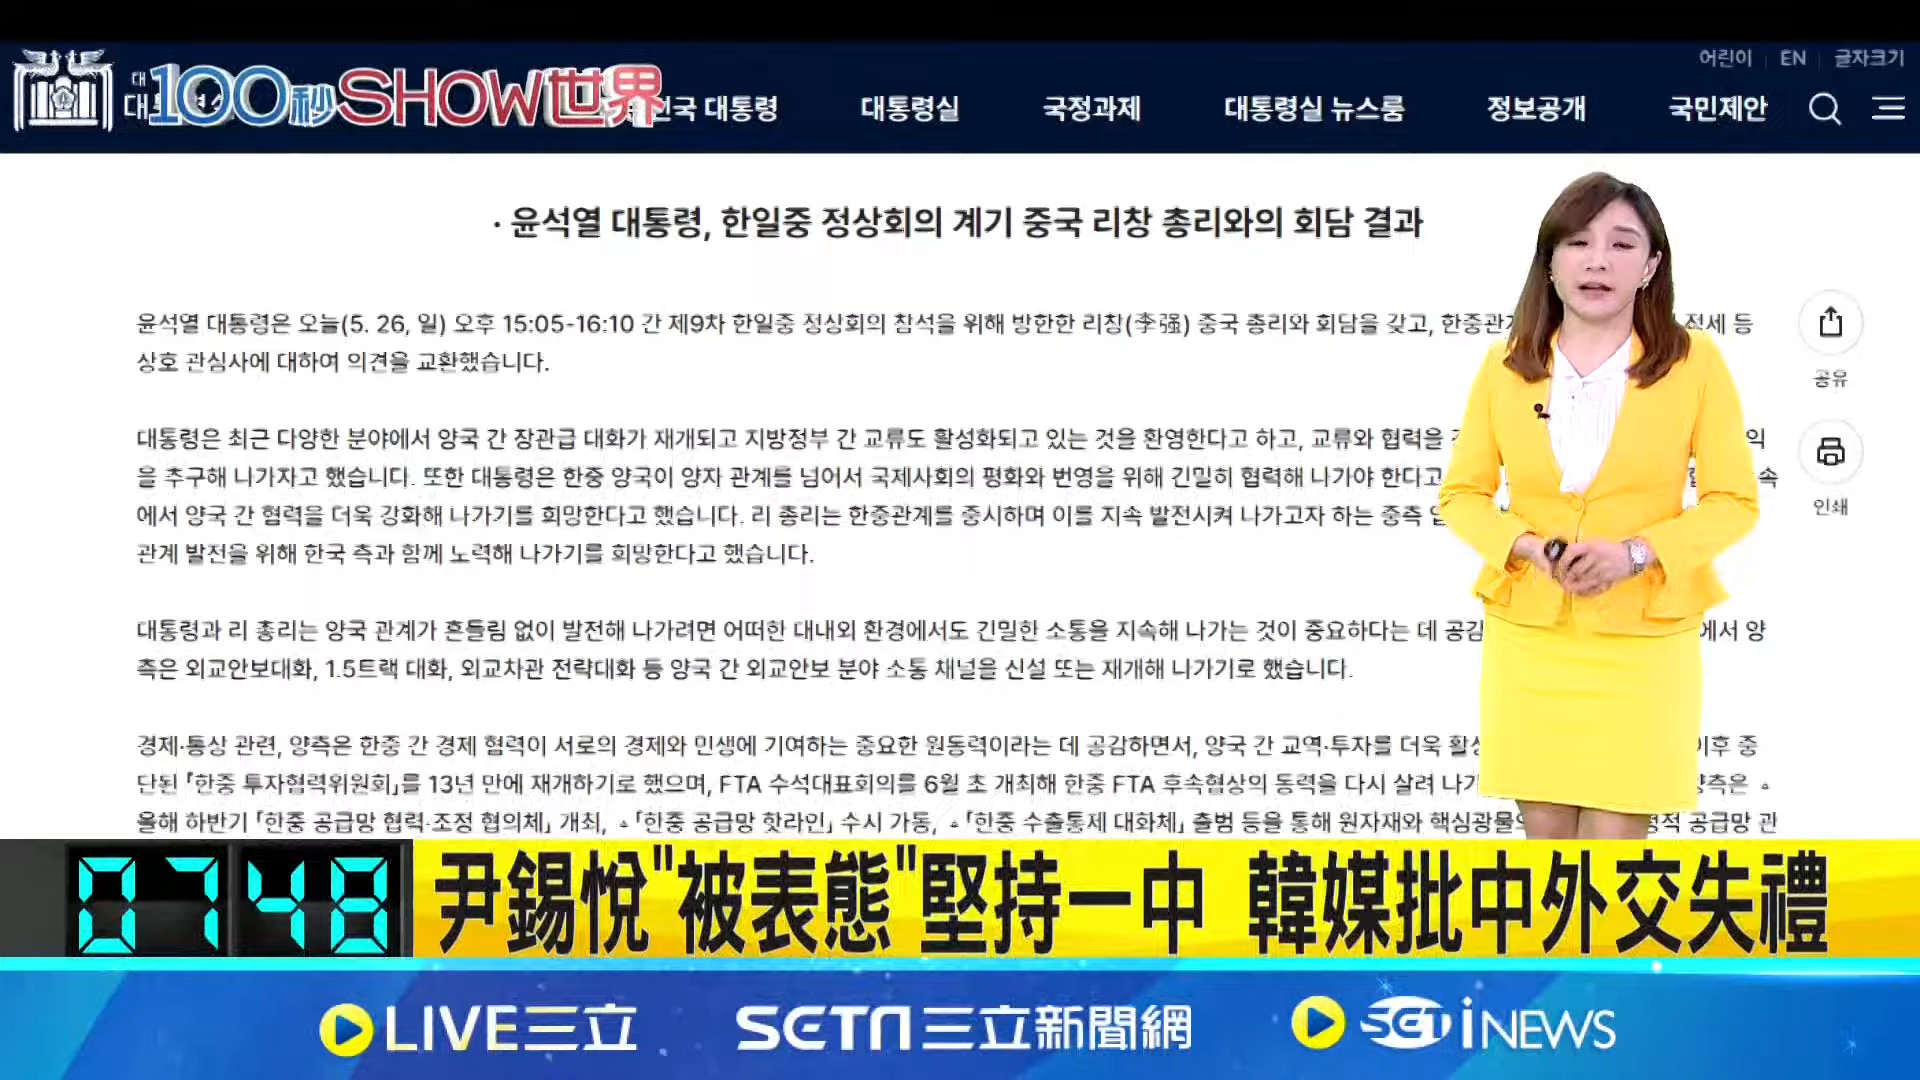 어린이 EN 글자크기
100秒SHOW世界
대통령 대통령실 국정과제 대통령실 뉴스룸 정보공개 국민제안
· 윤석열 대통령, 한일중 정상회의 계기 중국 리창 총리와의 회담 결과
윤석열 대통령은 오늘(5. 26, 일) 오후 15:05-16:10 간 제9차 한일중 정상회의 참석을 위해 방한한 리창(李强) 중국 총리와 회담을 갖고, 정세 등
상호 관심사에 대하여 의견을 교환했습니다.
공유
대통령은 최근 다양한 분야에서 양국 간 장관급 대화가 재개되고 지방정부 간 교류도 활성화되고 있는 것을 환영한다고 하고, 교류와 협력을 익
을 추구해 나가자고 했습니다. 또한 대통령은 한중 양국이 양자 관계를 넘어서 국제사회의 평화와 번영을 위해 긴밀히 협력해 나가야 한다고 속
에서 양국 간 협력을 더욱 강화해 나가기를 희망한다고 했습니다. 리 총리는 한중관계를 중시하며 이를 지속 발전시켜 나가고자 하는 중측
인쇄
관계 발전을 위해 한국 측과 함께 노력해 나가기를 희망한다고 했습니다.
대통령과 리 총리는 양국 관계가 흔들림 없이 발전해 나가려면 어떠한 대내외 환경에서도 긴밀한 소통을 지속해 나가는 것이 중요하다는 데 공감 에서 양
측은 외교안보대화, 1.5트랙 대화, 외교차관 전략대화 등 양국 간 외교안보 분야 소통 채널을 신설 또는 재개해 나가기로 했습니다.
경제·통상 관련, 양측은 한중 간 경제 협력이 서로의 경제와 민생에 기여하는 중요한 원동력이라는 데 공감하면서, 양국 간 교역·투자를 더욱 이후 중
단된 「한중 투자협력위원회」를 13년 만에 재개하기로 했으며, FTA 수석대표회의를 6월 초 개최해 한중 FTA 후속협상의 동력을 다시 살려 양측은 ▵
올해 하반기 「한중 공급망 협력·조정 협의체」 개최, ▵「한중 공급망 핫라인」 수시 가동, ▵「한중 수출통제 대화체」 출범 등을 통해 원자재와 공급망 관
0748
尹錫悅"被表態"堅持一中 韓媒批中外交失禮
LIVE三立 SETN三立新聞網 SET iNEWS